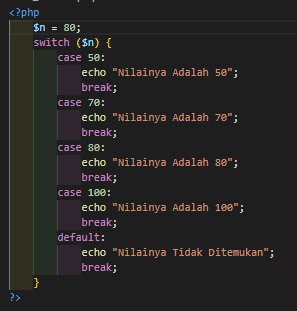 <?php
$n = 80;
switch ($n) {
case 50:
echo "Nilainya Adalah 50";
break;
case 70:
echo "Nilainya Adalah 70";
break;
case 80:
echo "Nilainya Adalah 80";
break;
case 100:
echo "Nilainya Adalah 100";
break;
default:
echo "Nilainya Tidak Ditemukan";
break;
}
?>